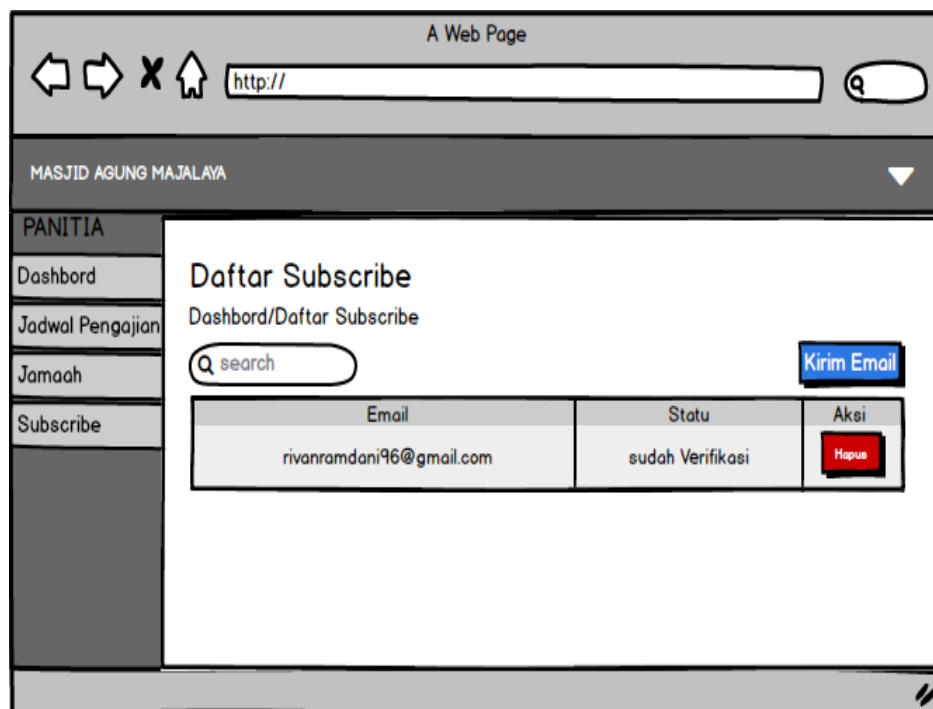 A Web Page
http://
MASJID AGUNG MAJALAYA
PANITIA
Dashbord
Jadwal Pengajian
Jamaah
Subscribe
Daftar Subscribe
Dashbord/Daftar Subscribe
search
Kirim Email
Email Statu Aksi
rivanramdani96@gmail.com sudah Verifikasi Hapus